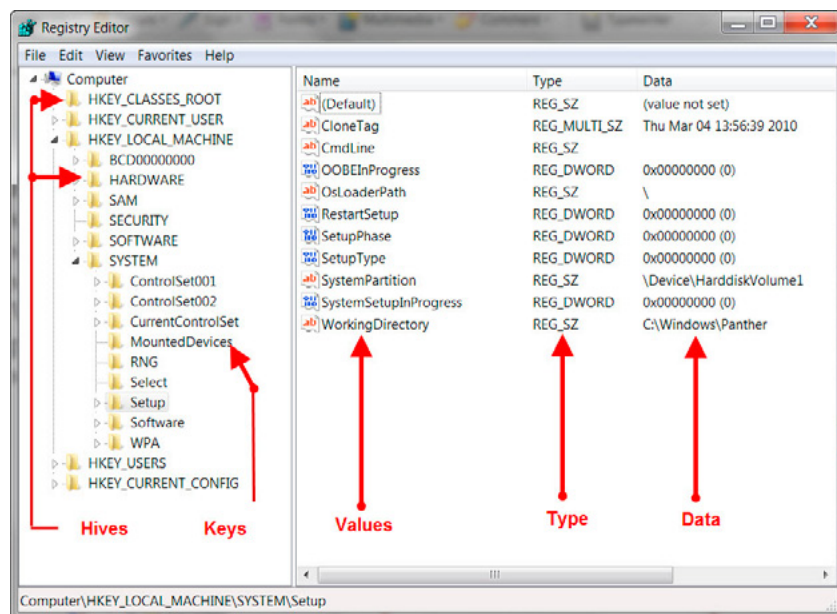 Registry Editor
File Edit View Favorites Help
Computer
HKEY_CLASSES_ROOT
HKEY_CURRENT_USER
HKEY_LOCAL_MACHINE
BCD00000000
HARDWARE
SAM
SECURITY
SOFTWARE
SYSTEM
ControlSet001
ControlSet002
CurrentControlSet
MountedDevices
RNG
Select
Setup
Software
WPA
HKEY_USERS
HKEY_CURRENT_CONFIG
Hives Keys
Name Type Data
(Default) REG_SZ (value not set)
CloneTag REG_MULTI_SZ Thu Mar 04 13:56:39 2010
CmdLine REG_SZ
OOBEInProgress REG_DWORD 0x00000000 (0)
OsLoaderPath REG_SZ \
RestartSetup REG_DWORD 0x00000000 (0)
SetupPhase REG_DWORD 0x00000000 (0)
SetupType REG_DWORD 0x00000000 (0)
SystemPartition REG_SZ \Device\HarddiskVolume1
SystemSetupInProgress REG_DWORD 0x00000000 (0)
WorkingDirectory REG_SZ C:\Windows\Panther
Values Type Data
Computer\HKEY_LOCAL_MACHINE\SYSTEM\Setup